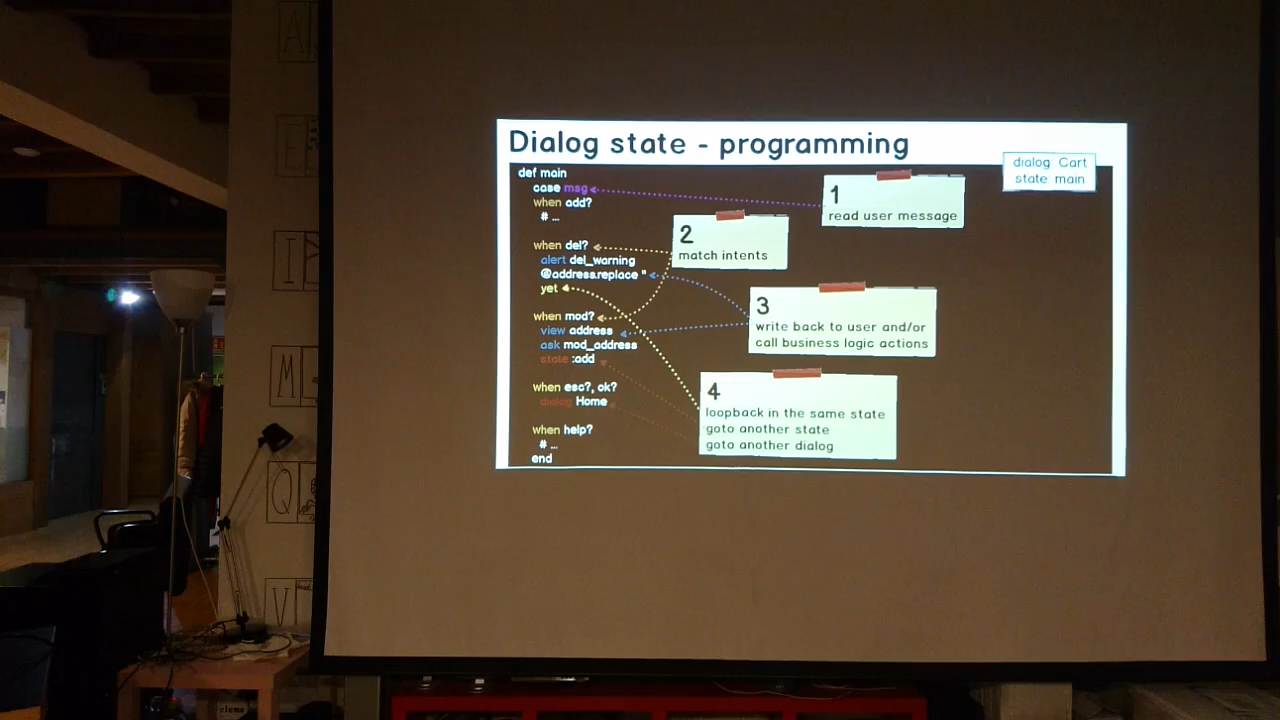 Dialog state - programming
dialog Cart
state main
def main
case msg
when add?
# ...
when del?
alert del_warning
@address.replace ''
yet
when mod?
view address
ask mod_address
state :add
when esc?, ok?
dialog Home
when help?
# ...
end
1
read user message
2
match intents
3
write back to user and/or
call business logic actions
4
loopback in the same state
goto another state
goto another dialog
A
E
I
M
Q
V